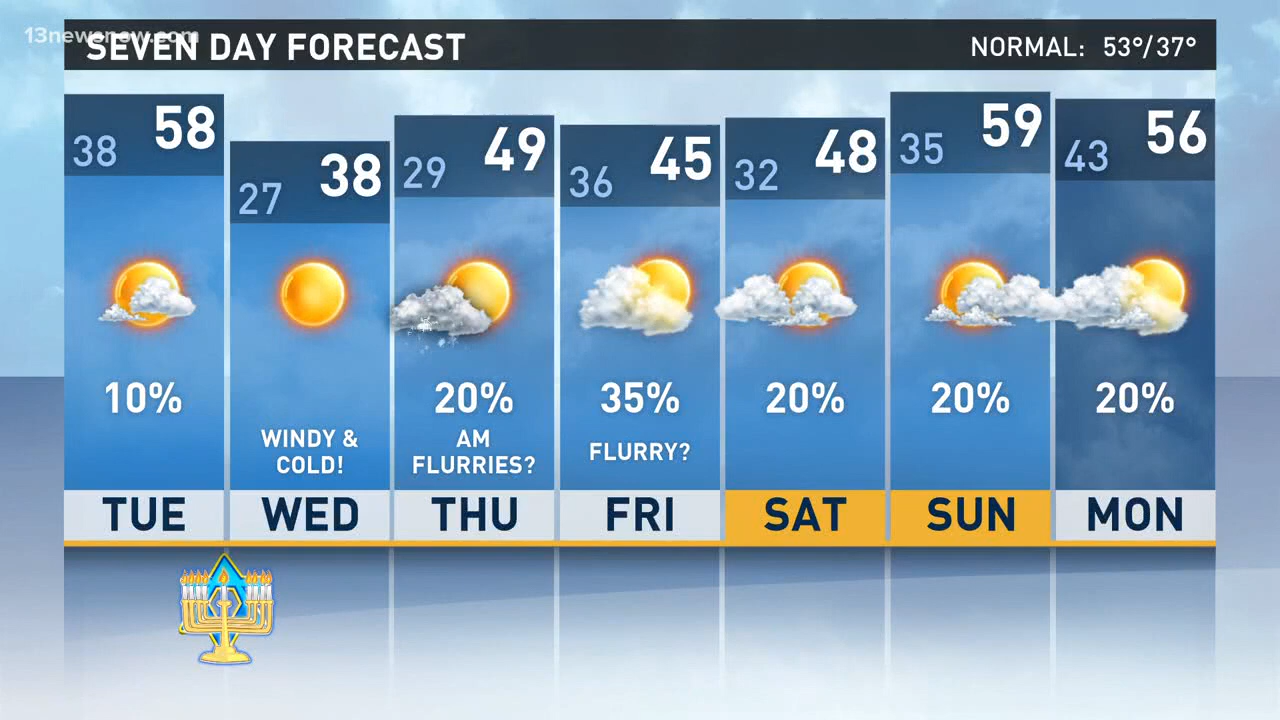 13newsnow.com
SEVEN DAY FORECAST
NORMAL: 53°/37°
38 58
27 38
29 49
36 45
32 48
35 59
43 56
10%
20%
35%
20%
20%
20%
WINDY &
COLD!
AM
FLURRIES?
FLURRY?
TUE
WED
THU
FRI
SAT
SUN
MON